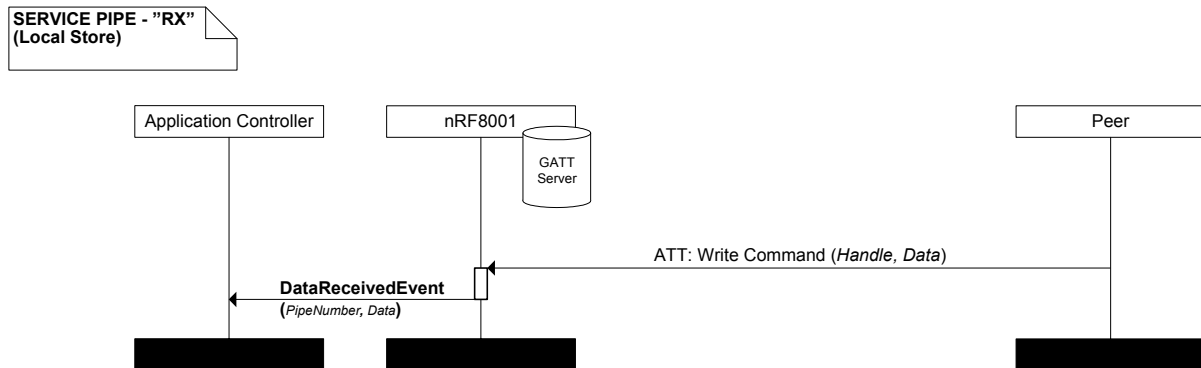 SERVICE PIPE - ”RX”
(Local Store)
Application Controller
nRF8001
Peer
GATT
Server
ATT: Write Command (Handle, Data)
DataReceivedEvent
(PipeNumber, Data)